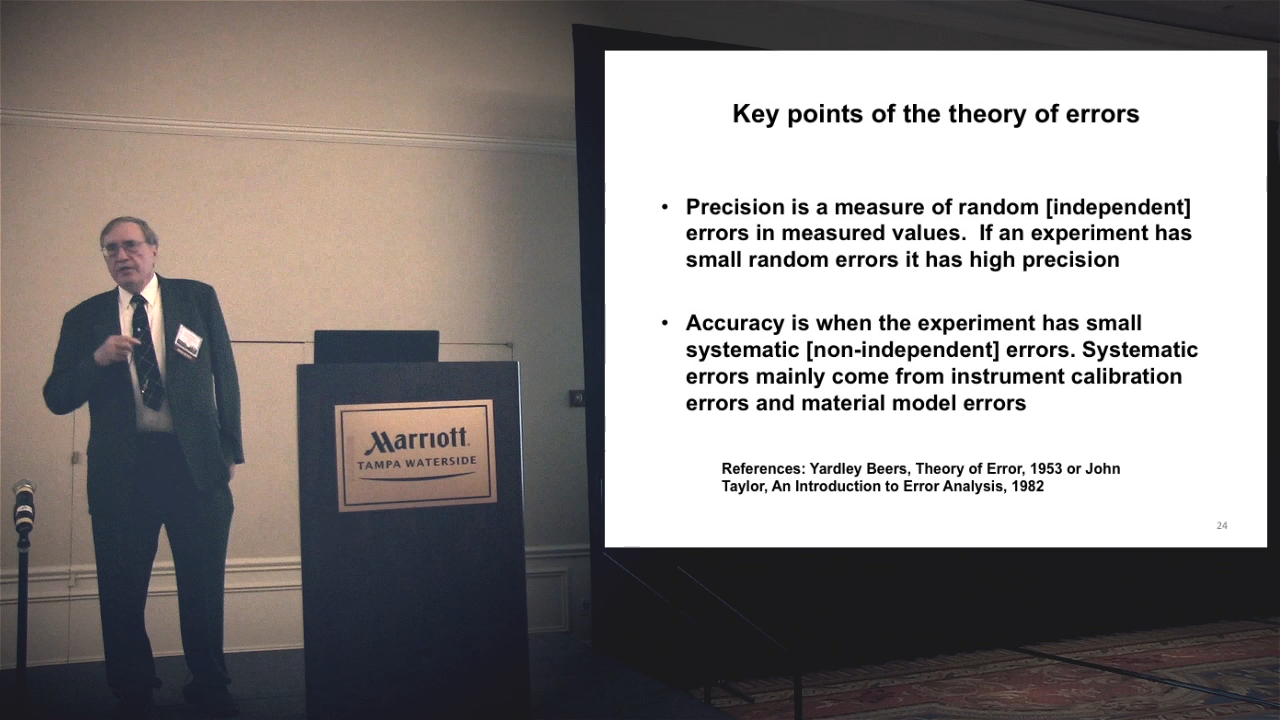 Marriott
TAMPA WATERSIDE
Key points of the theory of errors
• Precision is a measure of random [independent]
errors in measured values.  If an experiment has
small random errors it has high precision
• Accuracy is when the experiment has small
systematic [non-independent] errors. Systematic
errors mainly come from instrument calibration
errors and material model errors
References: Yardley Beers, Theory of Error, 1953 or John
Taylor, An Introduction to Error Analysis, 1982
24